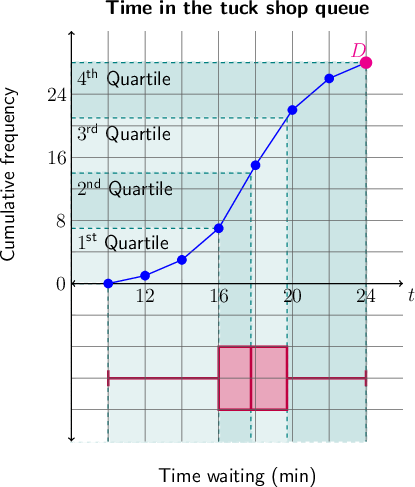 Time in the tuck shop queue
D
4th Quartile
24
3rd Quartile
16
2nd Quartile
8
1st Quartile
0
12 16 20 24 t
Cumulative frequency
Time waiting (min)